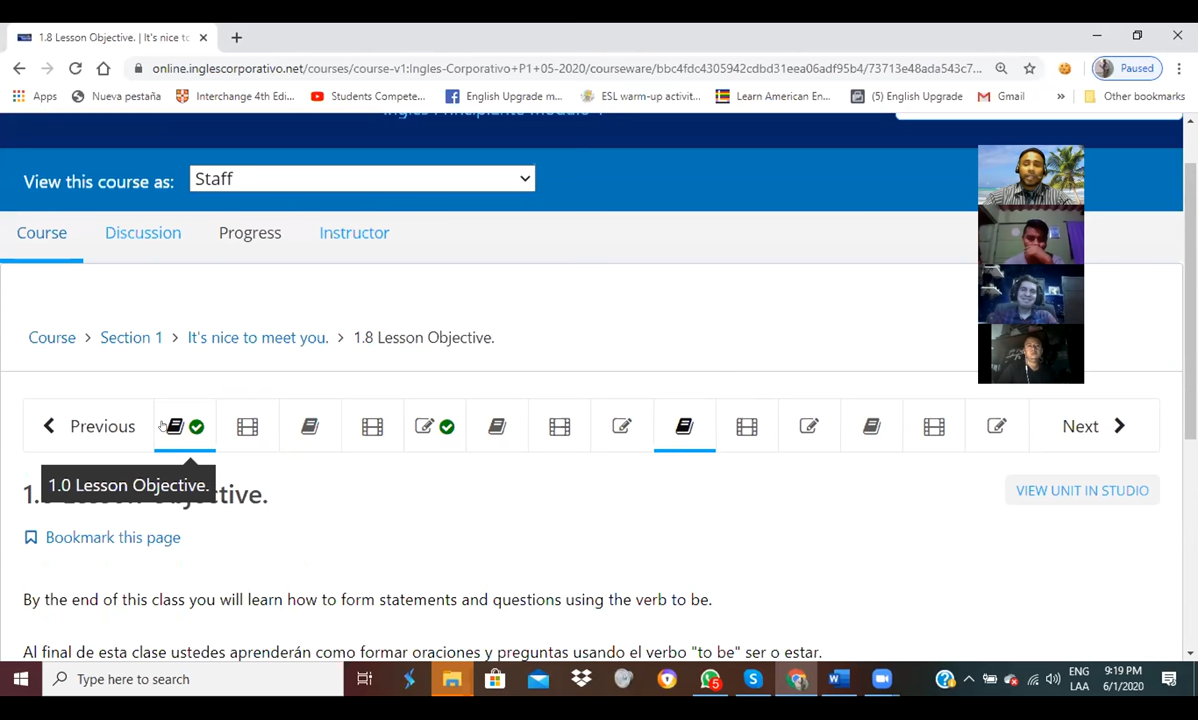 1.8 Lesson Objective. | It's nice to
online.inglescorporativo.net/courses/course-v1:Ingles-Corporativo+P1+05-2020/courseware/bbc4fdc4305942cdbd31eea06adf95b4/73713e48ada543c7...
Paused
Apps
Nueva pestaña
Interchange 4th Edi...
Students Compete...
English Upgrade m...
ESL warm-up activit...
Learn American En...
(5) English Upgrade
Gmail
»
Other bookmarks
View this course as:
Staff
Course
Discussion
Progress
Instructor
Course > Section 1 > It's nice to meet you. > 1.8 Lesson Objective.
Previous
Next
1.0 Lesson Objective.
VIEW UNIT IN STUDIO
Bookmark this page
By the end of this class you will learn how to form statements and questions using the verb to be.
Al final de esta clase ustedes aprenderán como formar oraciones y preguntas usando el verbo "to be" ser o estar.
Type here to search
5
ENG
LAA
9:19 PM
6/1/2020